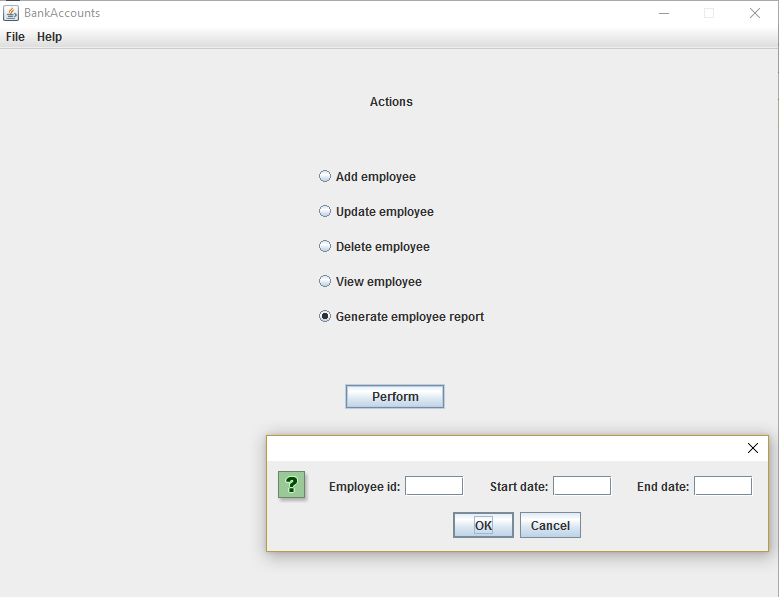 BankAccounts
File Help
Actions
Add employee
Update employee
Delete employee
View employee
Generate employee report
Perform
? Employee id: Start date: End date:
OK Cancel